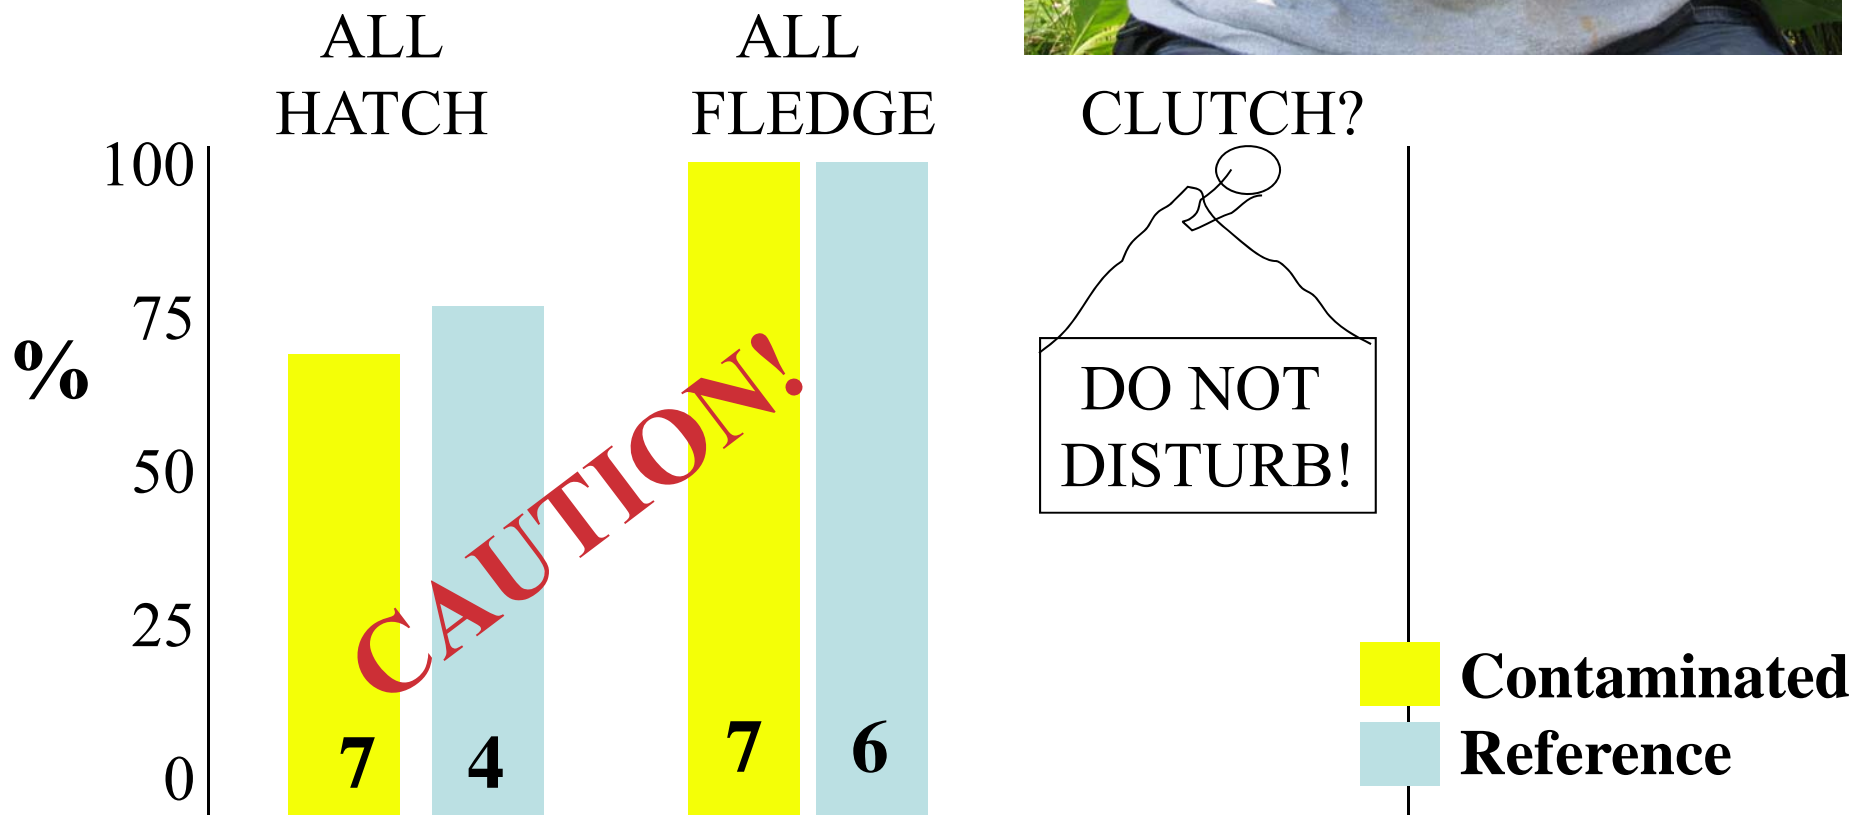 ALL
HATCH
ALL
FLEDGE
CLUTCH?
100
75
%
50
25
0
CAUTION!
DO NOT
DISTURB!
7
4
7
6
Contaminated
Reference